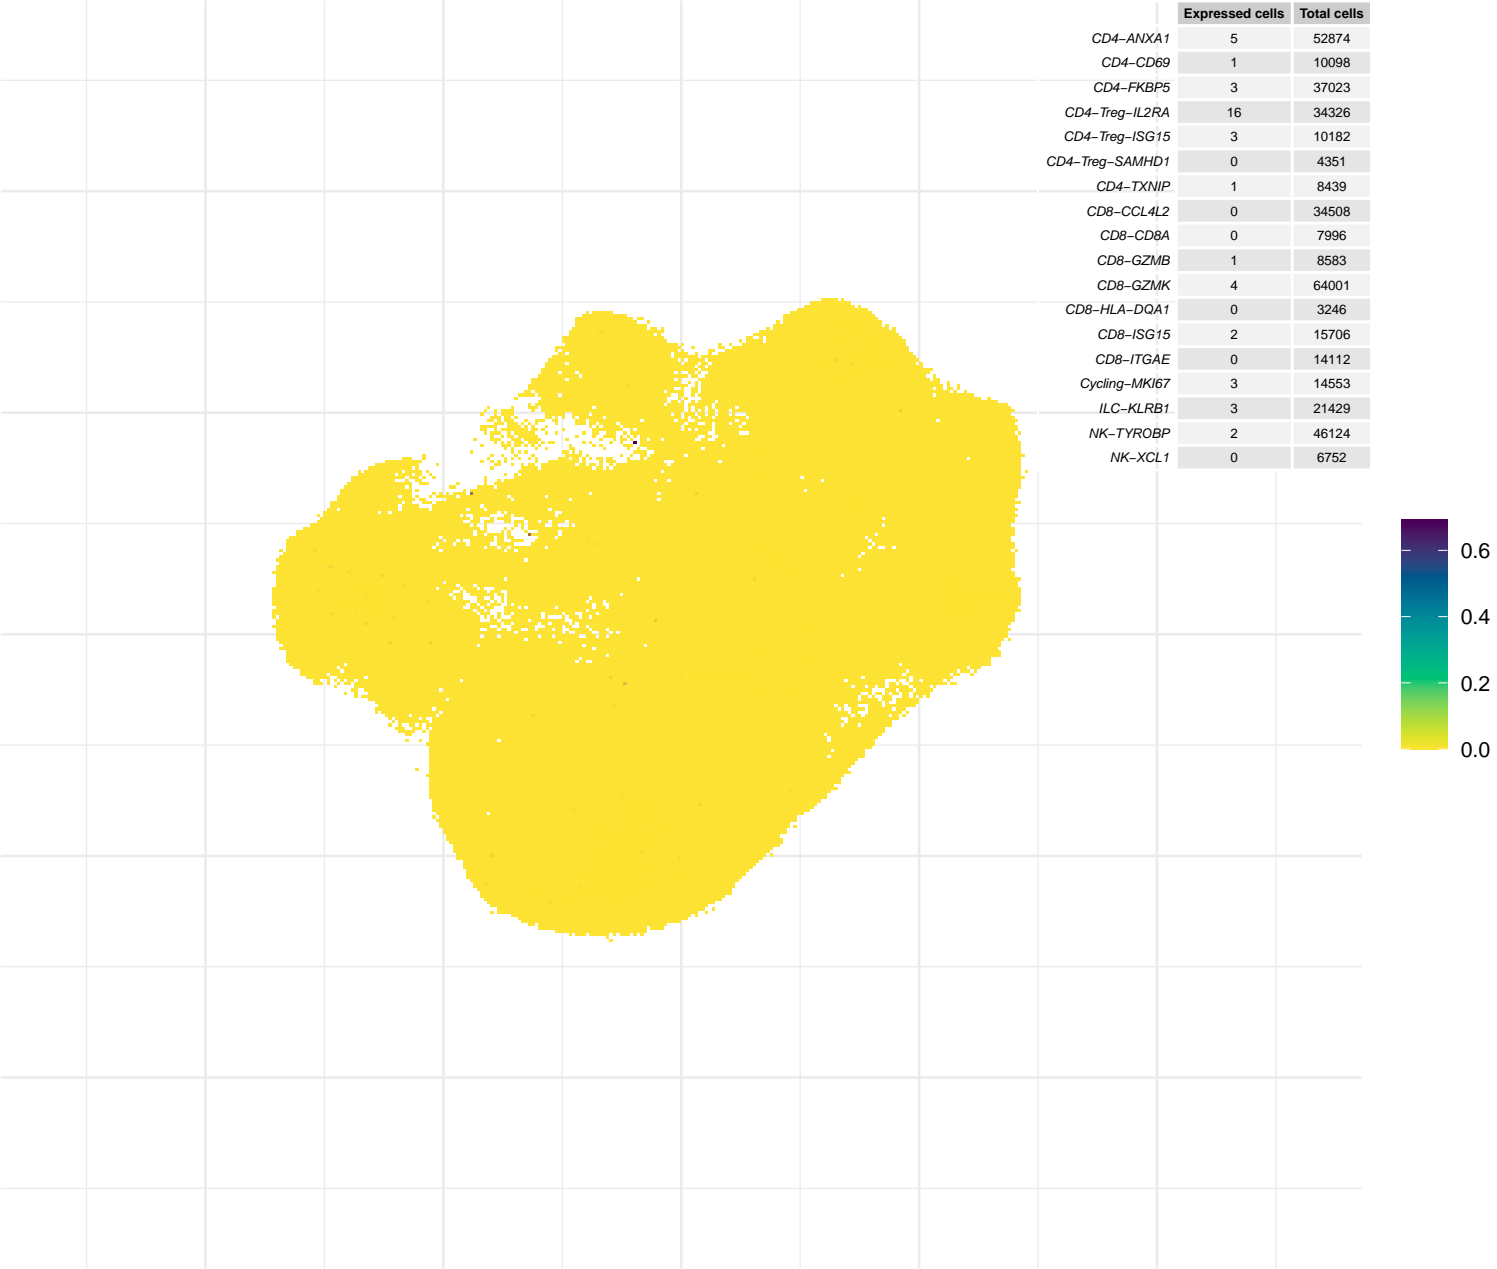 Expressed cells Total cells
CD4−ANXA1 5 52874
CD4−CD69 1 10098
CD4−FKBP5 3 37023
CD4−Treg−IL2RA 16 34326
CD4−Treg−ISG15 3 10182
CD4−Treg−SAMHD1 0 4351
CD4−TXNIP 1 8439
CD8−CCL4L2 0 34508
CD8−CD8A 0 7996
CD8−GZMB 1 8583
CD8−GZMK 4 64001
CD8−HLA−DQA1 0 3246
CD8−ISG15 2 15706
CD8−ITGAE 0 14112
Cycling−MKI67 3 14553
ILC−KLRB1 3 21429
NK−TYROBP 2 46124
NK−XCL1 0 6752
0.6
0.4
0.2
0.0